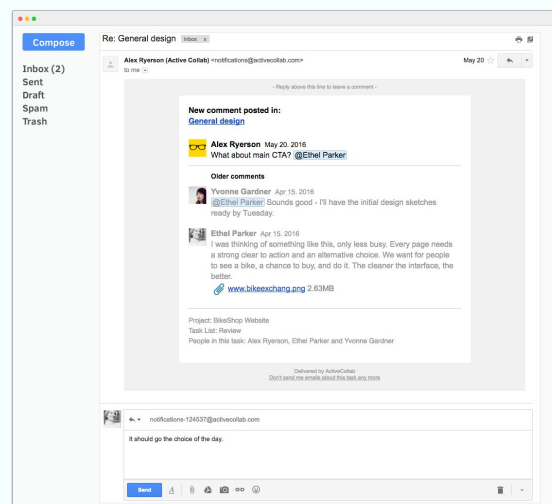 Compose
Inbox (2)
Sent
Draft
Spam
Trash
Re: General design Inbox x
Alex Ryerson (Active Collab) <notifications@activecollab.com>
to me
May 20
- Reply above this line to leave a comment -
New comment posted in:
General design
Alex Ryerson May 20. 2016
What about main CTA? @Ethel Parker
Older comments
Yvonne Gardner Apr 15. 2016
@Ethel Parker Sounds good - I'll have the initial design sketches
ready by Tuesday.
Ethel Parker Apr 15. 2016
I was thinking of something like this, only less busy. Every page needs
a strong clear to action and an alternative choice. We want for people
to see a bike, a chance to buy, and do it. The cleaner the interface, the
better.
www.bikeexchang.png 2.63MB
Project: BikeShop Website
Task List: Review
People in this task: Alex Ryerson, Ethel Parker and Yvonne Gardner
Delivered by ActiveCollab
Don't send me emails about this task any more
notifications-124537@activecollab.com
It should go the choice of the day.
Send A